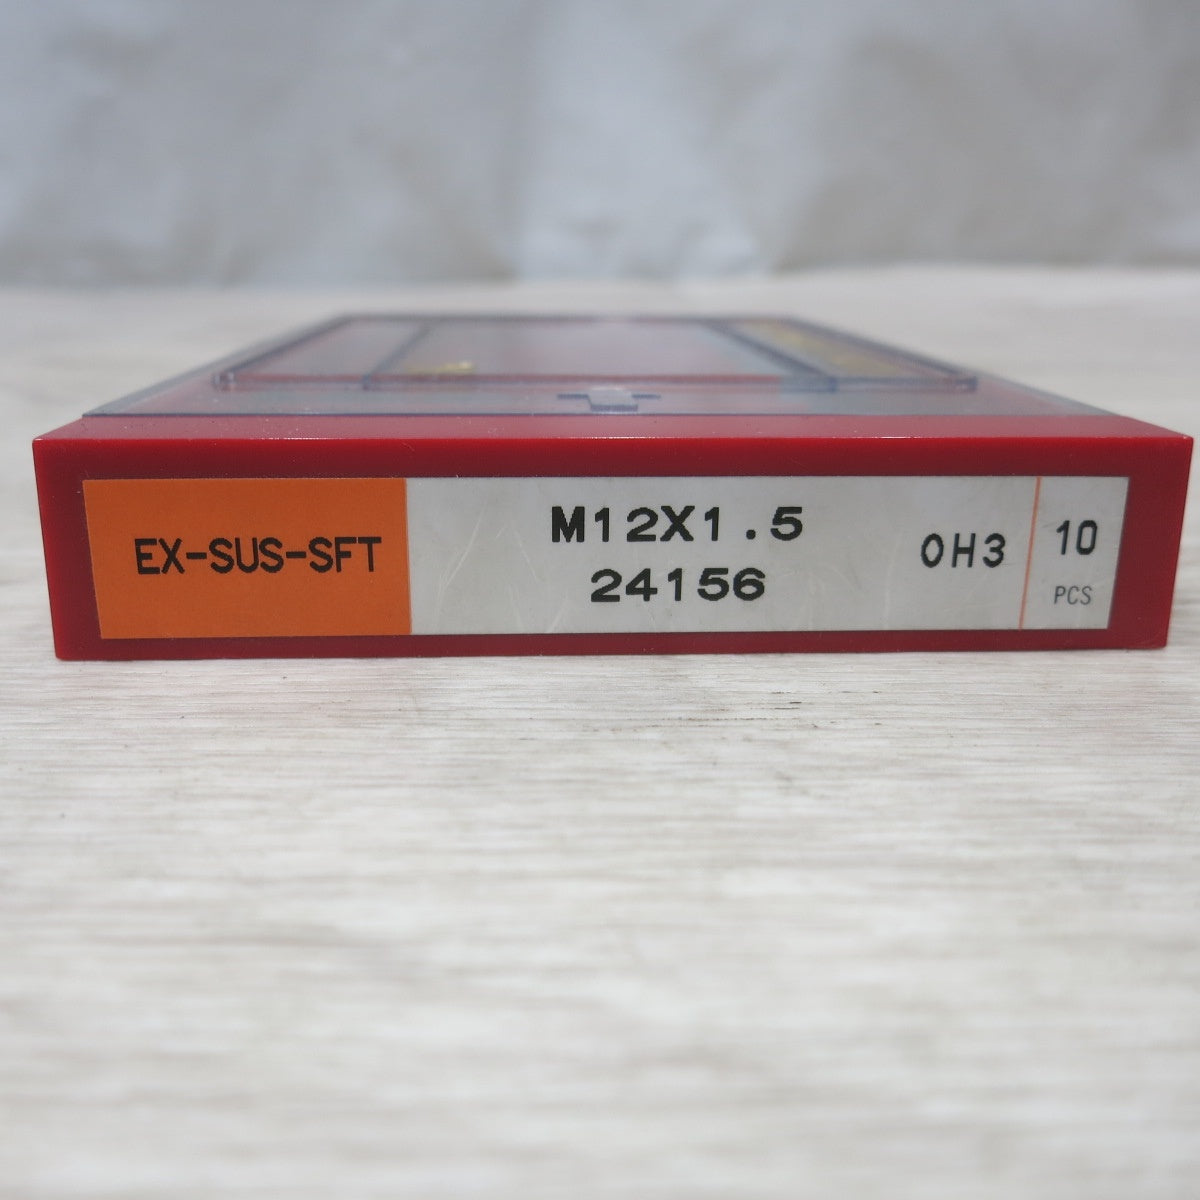 EX-SUS-SFT
M12X1.5
24156
OH3
10
PCS